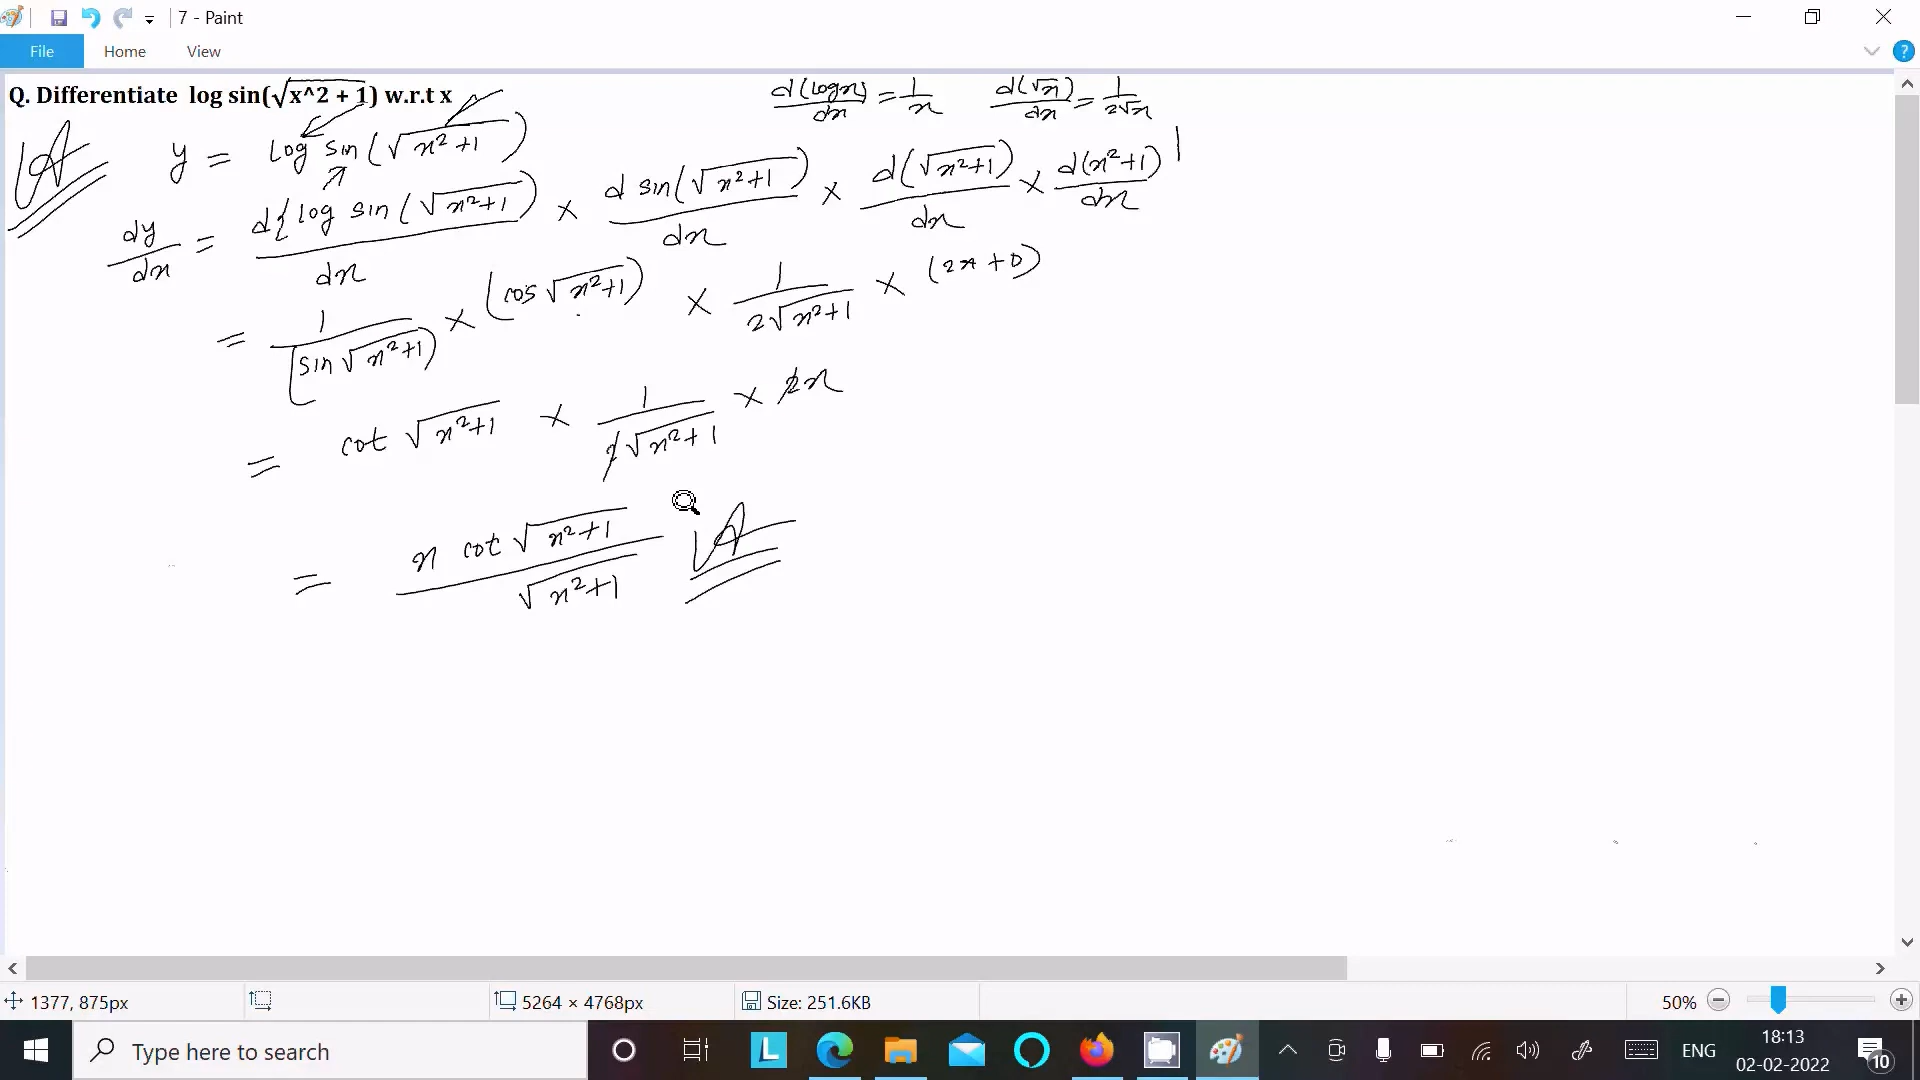 7 - Paint
File Home View
Q. Differentiate log sin(√x^2 + 1) w.r.t x
d(logx)/dx = 1/x d(√x)/dx = 1/2√x
y = log sin(√x²+1)
dy/dx = d{log sin(√x²+1)/dx × d sin(√x²+1)/dx × d(√x²+1)/dx × d(x²+1)/dx
= 1/(sin√x²+1) × (cos√x²+1) × 1/2√x²+1 × (2x+0)
= cot √x²+1 × 1/2√x²+1 × 2x
= x cot √x²+1/√x²+1
1377, 875px 5264 × 4768px Size: 251.6KB 50%
Type here to search L ENG 18:13
02-02-2022 10